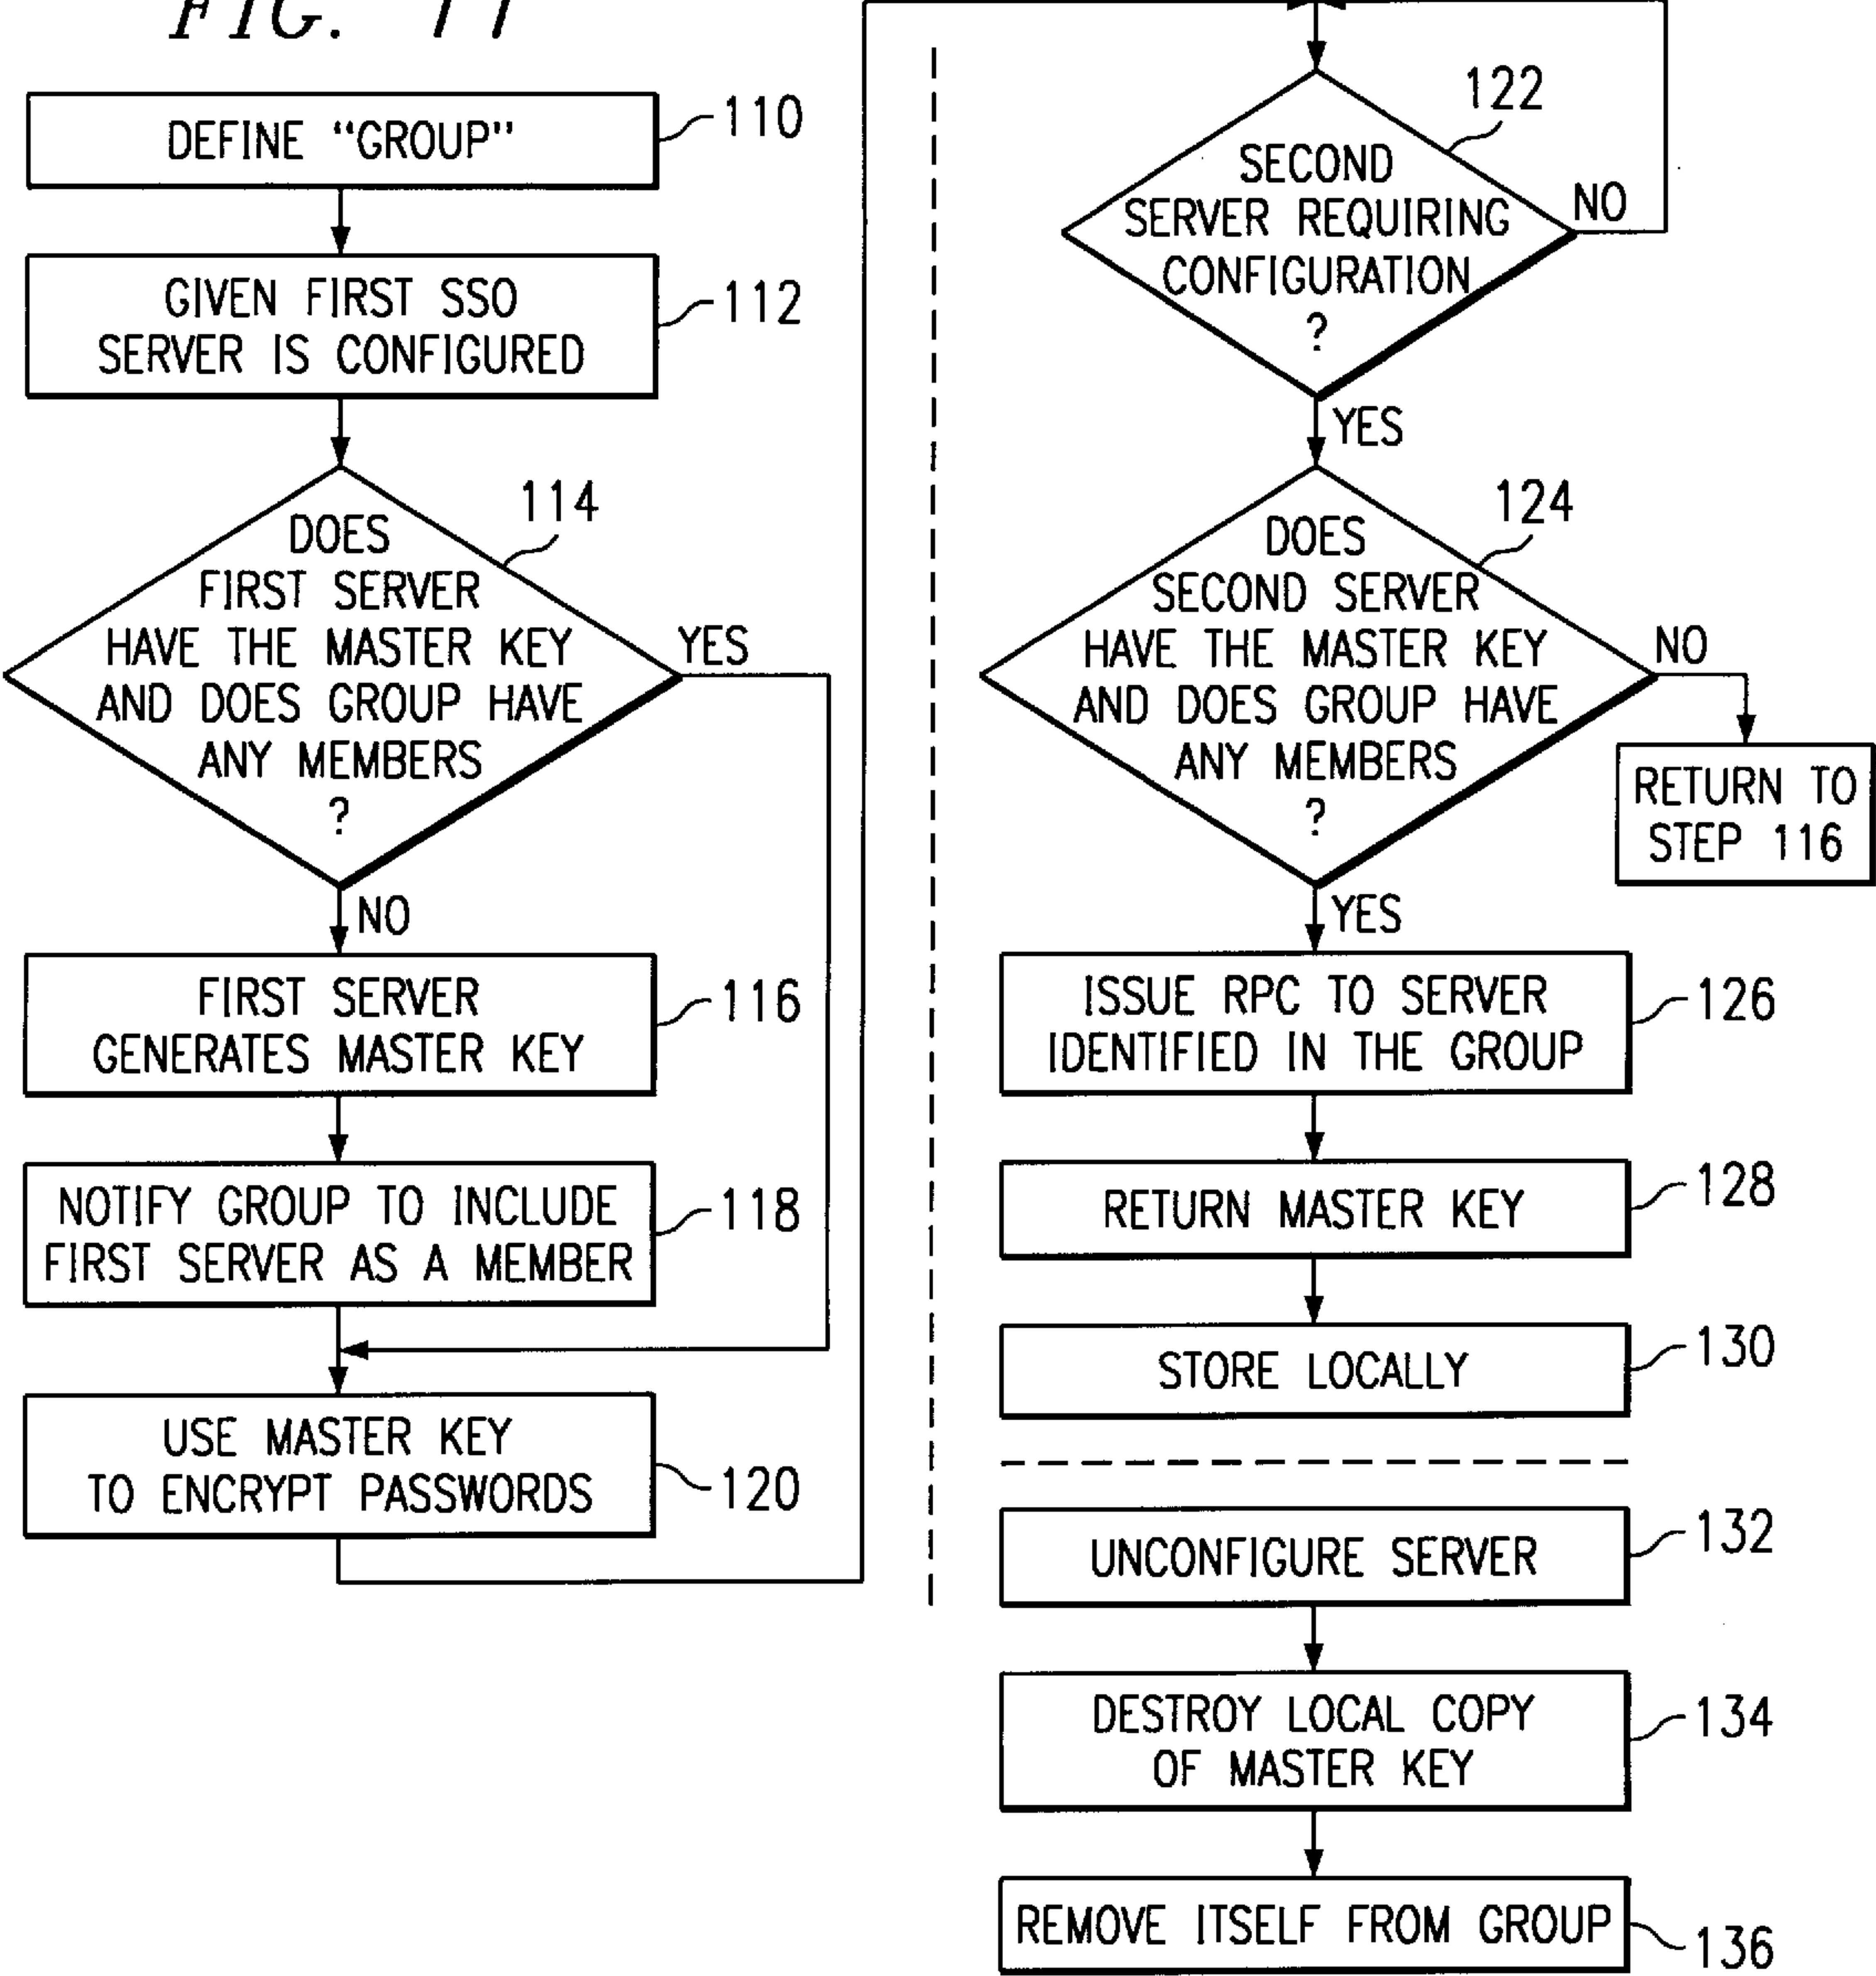 FIG. 11
DEFINE "GROUP"
110
GIVEN FIRST SSO
SERVER IS CONFIGURED
112
114
DOES
FIRST SERVER
HAVE THE MASTER KEY
AND DOES GROUP HAVE
ANY MEMBERS
?
YES
NO
FIRST SERVER
GENERATES MASTER KEY
116
NOTIFY GROUP TO INCLUDE
FIRST SERVER AS A MEMBER
118
USE MASTER KEY
TO ENCRYPT PASSWORDS
120
122
SECOND
SERVER REQUIRING
CONFIGURATION
?
NO
YES
124
DOES
SECOND SERVER
HAVE THE MASTER KEY
AND DOES GROUP HAVE
ANY MEMBERS
?
NO
RETURN TO
STEP 116
YES
ISSUE RPC TO SERVER
IDENTIFIED IN THE GROUP
126
RETURN MASTER KEY
128
STORE LOCALLY
130
UNCONFIGURE SERVER
132
DESTROY LOCAL COPY
OF MASTER KEY
134
REMOVE ITSELF FROM GROUP
136